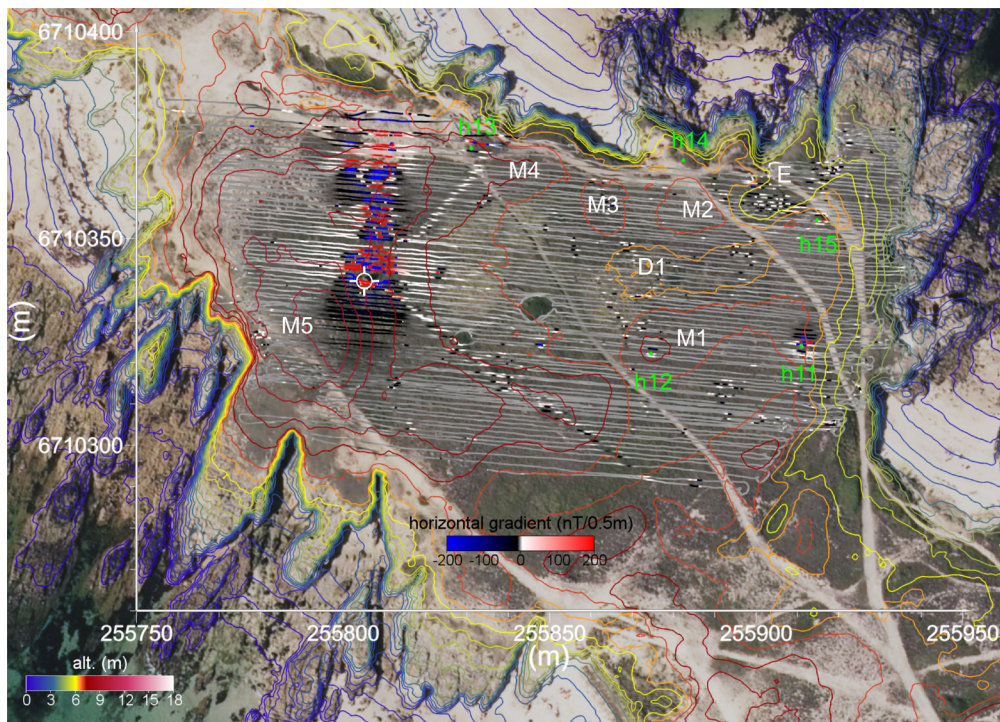 6710400
h13
h14
M4
E
M3
M2
6710350
h15
D1
(m)
M5
M1
h11
h12
6710300
horizontal gradient (nT/0.5m)
-200 -100 0 100 200
255750 255800 255850 255900 255950
(m)
alt. (m)
0 3 6 9 12 15 18